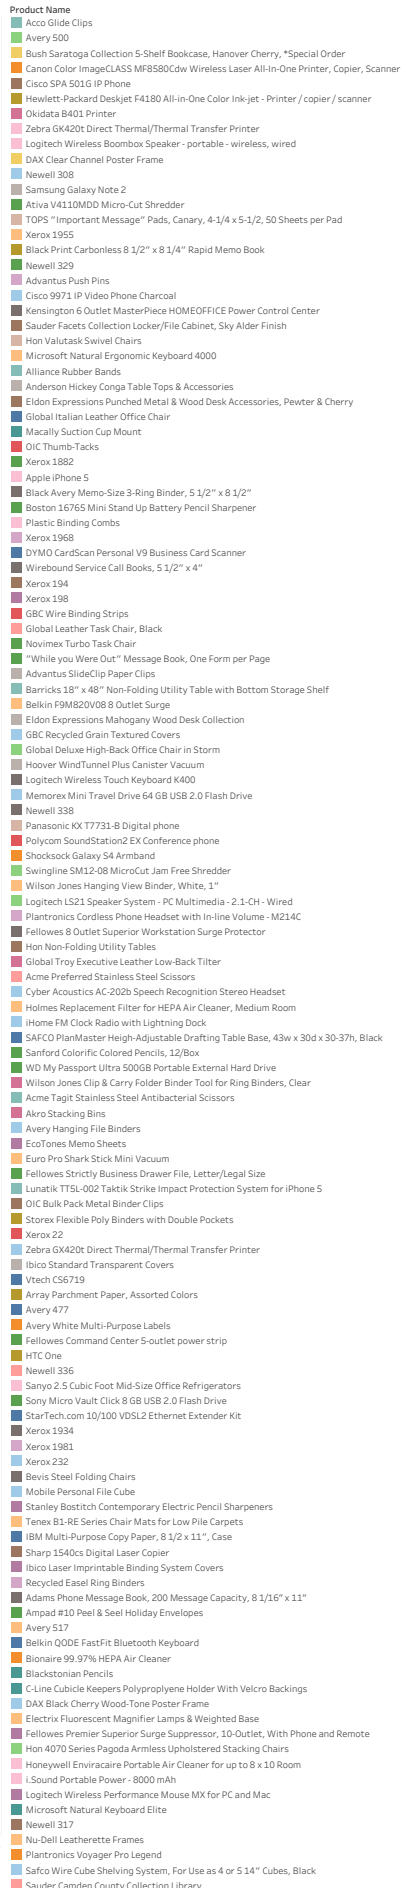 Product Name
Acco Glide Clips
Avery 500
Bush Saratoga Collection 5-Shelf Bookcase, Hanover Cherry, *Special Order
Canon Color ImageCLASS MF8580Cdw Wireless Laser All-In-One Printer, Copier, Scanner
Cisco SPA 501G IP Phone
Hewlett-Packard Deskjet F4180 All-in-One Color Ink-jet - Printer / copier / scanner
Okidata B401 Printer
Zebra GK420t Direct Thermal/Thermal Transfer Printer
Logitech Wireless Boombox Speaker - portable - wireless, wired
DAX Clear Channel Poster Frame
Newell 308
Samsung Galaxy Note 2
Ativa V4110MDD Micro-Cut Shredder
TOPS “Important Message” Pads, Canary, 4-1/4 x 5-1/2, 50 Sheets per Pad
Xerox 1955
Black Print Carbonless 8 1/2” x 8 1/4” Rapid Memo Book
Newell 329
Advantus Push Pins
Cisco 9971 IP Video Phone Charcoal
Kensington 6 Outlet MasterPiece HOMEOFFICE Power Control Center
Sauder Facets Collection Locker/File Cabinet, Sky Alder Finish
Hon Valutask Swivel Chairs
Microsoft Natural Ergonomic Keyboard 4000
Alliance Rubber Bands
Anderson Hickey Conga Table Tops & Accessories
Eldon Expressions Punched Metal & Wood Desk Accessories, Pewter & Cherry
Global Italian Leather Office Chair
Macally Suction Cup Mount
OIC Thumb-Tacks
Xerox 1882
Apple iPhone 5
Black Avery Memo-Size 3-Ring Binder, 5 1/2” x 8 1/2”
Boston 16765 Mini Stand Up Battery Pencil Sharpener
Plastic Binding Combs
Xerox 1968
DYMO CardScan Personal V9 Business Card Scanner
Wirebound Service Call Books, 5 1/2” x 4”
Xerox 194
Xerox 198
GBC Wire Binding Strips
Global Leather Task Chair, Black
Novimex Turbo Task Chair
“While you Were Out” Message Book, One Form per Page
Advantus SlideClip Paper Clips
Barricks 18” x 48” Non-Folding Utility Table with Bottom Storage Shelf
Belkin F9M820V08 8 Outlet Surge
Eldon Expressions Mahogany Wood Desk Collection
GBC Recycled Grain Textured Covers
Global Deluxe High-Back Office Chair in Storm
Hoover WindTunnel Plus Canister Vacuum
Logitech Wireless Touch Keyboard K400
Memorex Mini Travel Drive 64 GB USB 2.0 Flash Drive
Newell 338
Panasonic KX T7731-B Digital phone
Polycom SoundStation2 EX Conference phone
Shocksock Galaxy S4 Armband
Swingline SM12-08 MicroCut Jam Free Shredder
Wilson Jones Hanging View Binder, White, 1”
Logitech LS21 Speaker System - PC Multimedia - 2.1-CH - Wired
Plantronics Cordless Phone Headset with In-line Volume - M214C
Fellowes 8 Outlet Superior Workstation Surge Protector
Hon Non-Folding Utility Tables
Global Troy Executive Leather Low-Back Tilter
Acme Preferred Stainless Steel Scissors
Cyber Acoustics AC-202b Speech Recognition Stereo Headset
Holmes Replacement Filter for HEPA Air Cleaner, Medium Room
iHome FM Clock Radio with Lightning Dock
SAFCO PlanMaster Heigh-Adjustable Drafting Table Base, 43w x 30d x 30-37h, Black
Sanford Colorific Colored Pencils, 12/Box
WD My Passport Ultra 500GB Portable External Hard Drive
Wilson Jones Clip & Carry Folder Binder Tool for Ring Binders, Clear
Acme Tagit Stainless Steel Antibacterial Scissors
Akro Stacking Bins
Avery Hanging File Binders
EcoTones Memo Sheets
Euro Pro Shark Stick Mini Vacuum
Fellowes Strictly Business Drawer File, Letter/Legal Size
Lunatik TT5L-002 Taktik Strike Impact Protection System for iPhone 5
OIC Bulk Pack Metal Binder Clips
Storex Flexible Poly Binders with Double Pockets
Xerox 22
Zebra GX420t Direct Thermal/Thermal Transfer Printer
Ibico Standard Transparent Covers
Vtech CS6719
Array Parchment Paper, Assorted Colors
Avery 477
Avery White Multi-Purpose Labels
Fellowes Command Center 5-outlet power strip
HTC One
Newell 336
Sanyo 2.5 Cubic Foot Mid-Size Office Refrigerators
Sony Micro Vault Click 8 GB USB 2.0 Flash Drive
StarTech.com 10/100 VDSL2 Ethernet Extender Kit
Xerox 1934
Xerox 1981
Xerox 232
Bevis Steel Folding Chairs
Mobile Personal File Cube
Stanley Bostitch Contemporary Electric Pencil Sharpeners
Tenex B1-RE Series Chair Mats for Low Pile Carpets
IBM Multi-Purpose Copy Paper, 8 1/2 x 11”, Case
Sharp 1540cs Digital Laser Copier
Ibico Laser Imprintable Binding System Covers
Recycled Easel Ring Binders
Adams Phone Message Book, 200 Message Capacity, 8 1/16” x 11”
Ampad #10 Peel & Seel Holiday Envelopes
Avery 517
Belkin QODE FastFit Bluetooth Keyboard
Bionaire 99.97% HEPA Air Cleaner
Blackstonian Pencils
C-Line Cubicle Keepers Polyproplyene Holder With Velcro Backings
DAX Black Cherry Wood-Tone Poster Frame
Electrix Fluorescent Magnifier Lamps & Weighted Base
Fellowes Premier Superior Surge Suppressor, 10-Outlet, With Phone and Remote
Hon 4070 Series Pagoda Armless Upholstered Stacking Chairs
Honeywell Enviracaire Portable Air Cleaner for up to 8 x 10 Room
i.Sound Portable Power - 8000 mAh
Logitech Wireless Performance Mouse MX for PC and Mac
Microsoft Natural Keyboard Elite
Newell 317
Nu-Dell Leatherette Frames
Plantronics Voyager Pro Legend
Safco Wire Cube Shelving System, For Use as 4 or 5 14” Cubes, Black
Sauder Camden County Collection Library